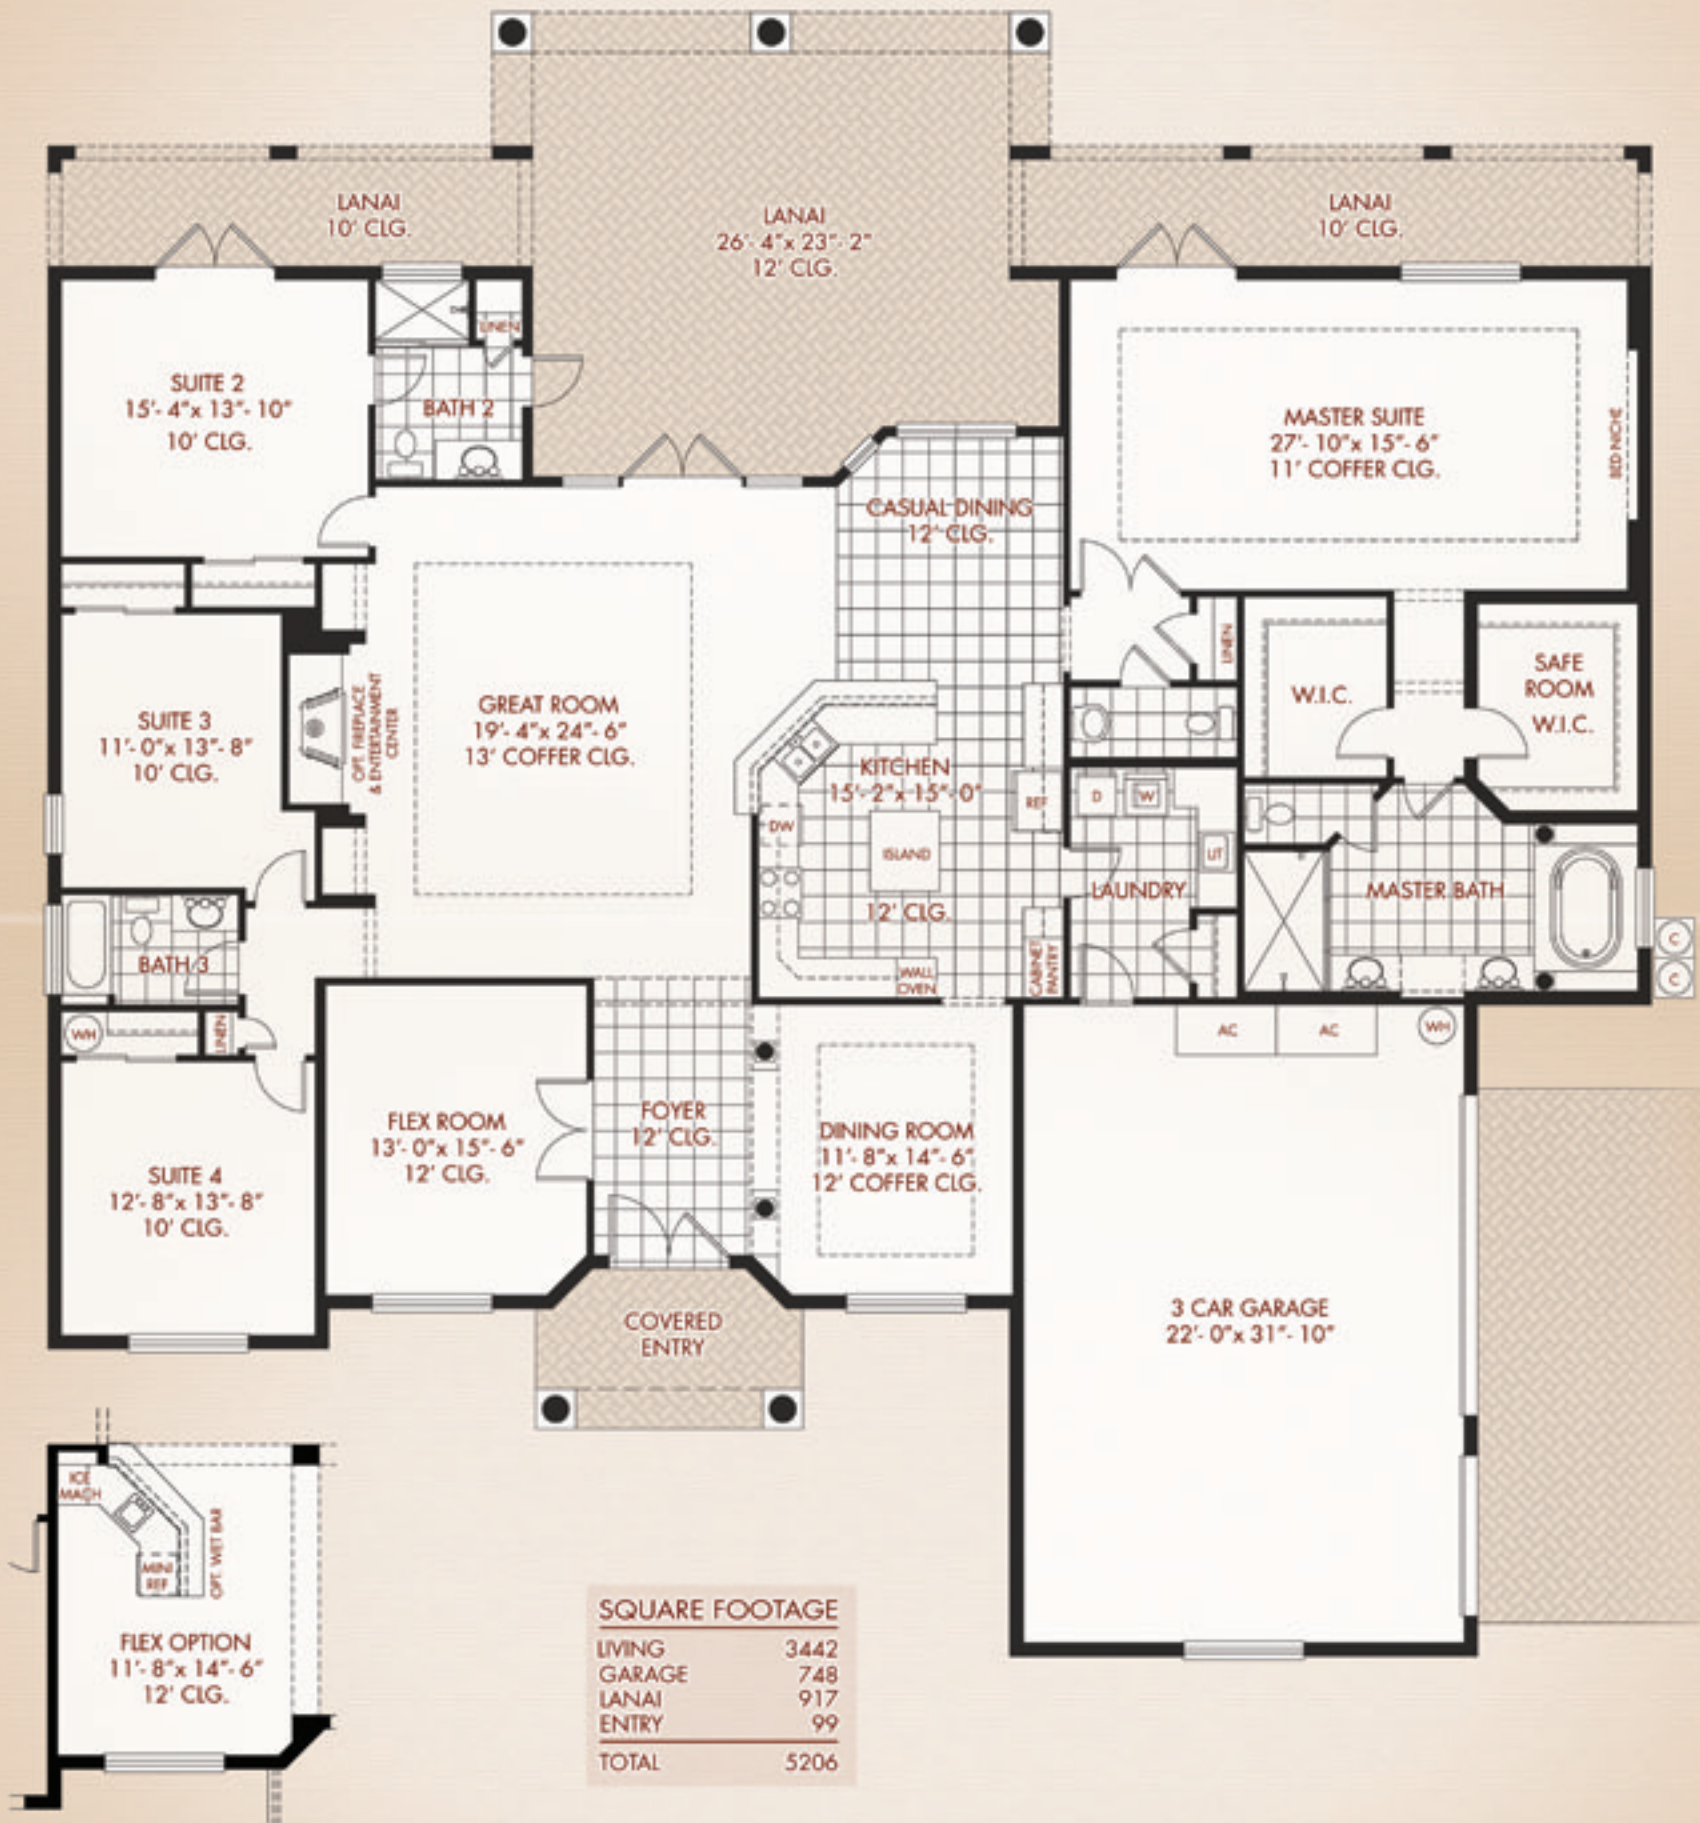 LANAI
10' CLG.
LANAI
26'- 4"x 23"- 2"
12' CLG.
LANAI
10' CLG.
SUITE 2
15'- 4"x 13"- 10"
10' CLG.
LINEN
BATH 2
MASTER SUITE
27'- 10"x 15"- 6"
11' COFFER CLG.
BED NICHE
CASUAL DINING
12' CLG.
GREAT ROOM
19'- 4"x 24"- 6"
13' COFFER CLG.
OPT. FIREPLACE
& ENTERTAINMENT
CENTER
SUITE 3
11'- 0"x 13"- 8"
10' CLG.
LINEN
W.I.C.
SAFE
ROOM
W.I.C.
KITCHEN
15'- 2"x 15"- 0"
REF
DW
ISLAND
12' CLG.
WALL
OVEN
CABINET
PANTRY
D
W
UT
LAUNDRY
MASTER BATH
C
C
BATH 3
WH
LINEN
SUITE 4
12'- 8"x 13"- 8"
10' CLG.
FLEX ROOM
13'- 0"x 15"- 6"
12' CLG.
FOYER
12' CLG.
DINING ROOM
11'- 8"x 14"- 6"
12' COFFER CLG.
AC
AC
WH
3 CAR GARAGE
22'- 0"x 31"- 10"
COVERED
ENTRY
ICE
MACH
MINI
REF
OPT. WET BAR
FLEX OPTION
11'- 8"x 14"- 6"
12' CLG.
SQUARE FOOTAGE
LIVING 3442
GARAGE 748
LANAI 917
ENTRY 99
TOTAL 5206